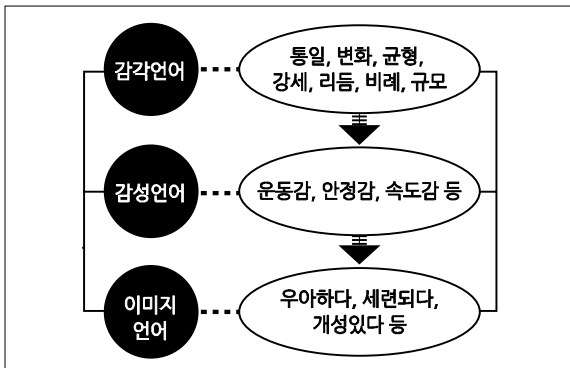 감각언어
통일, 변화, 균형,
강세, 리듬, 비례, 규모
감성언어
운동감, 안정감, 속도감 등
이미지
언어
우아하다, 세련되다,
개성있다 등